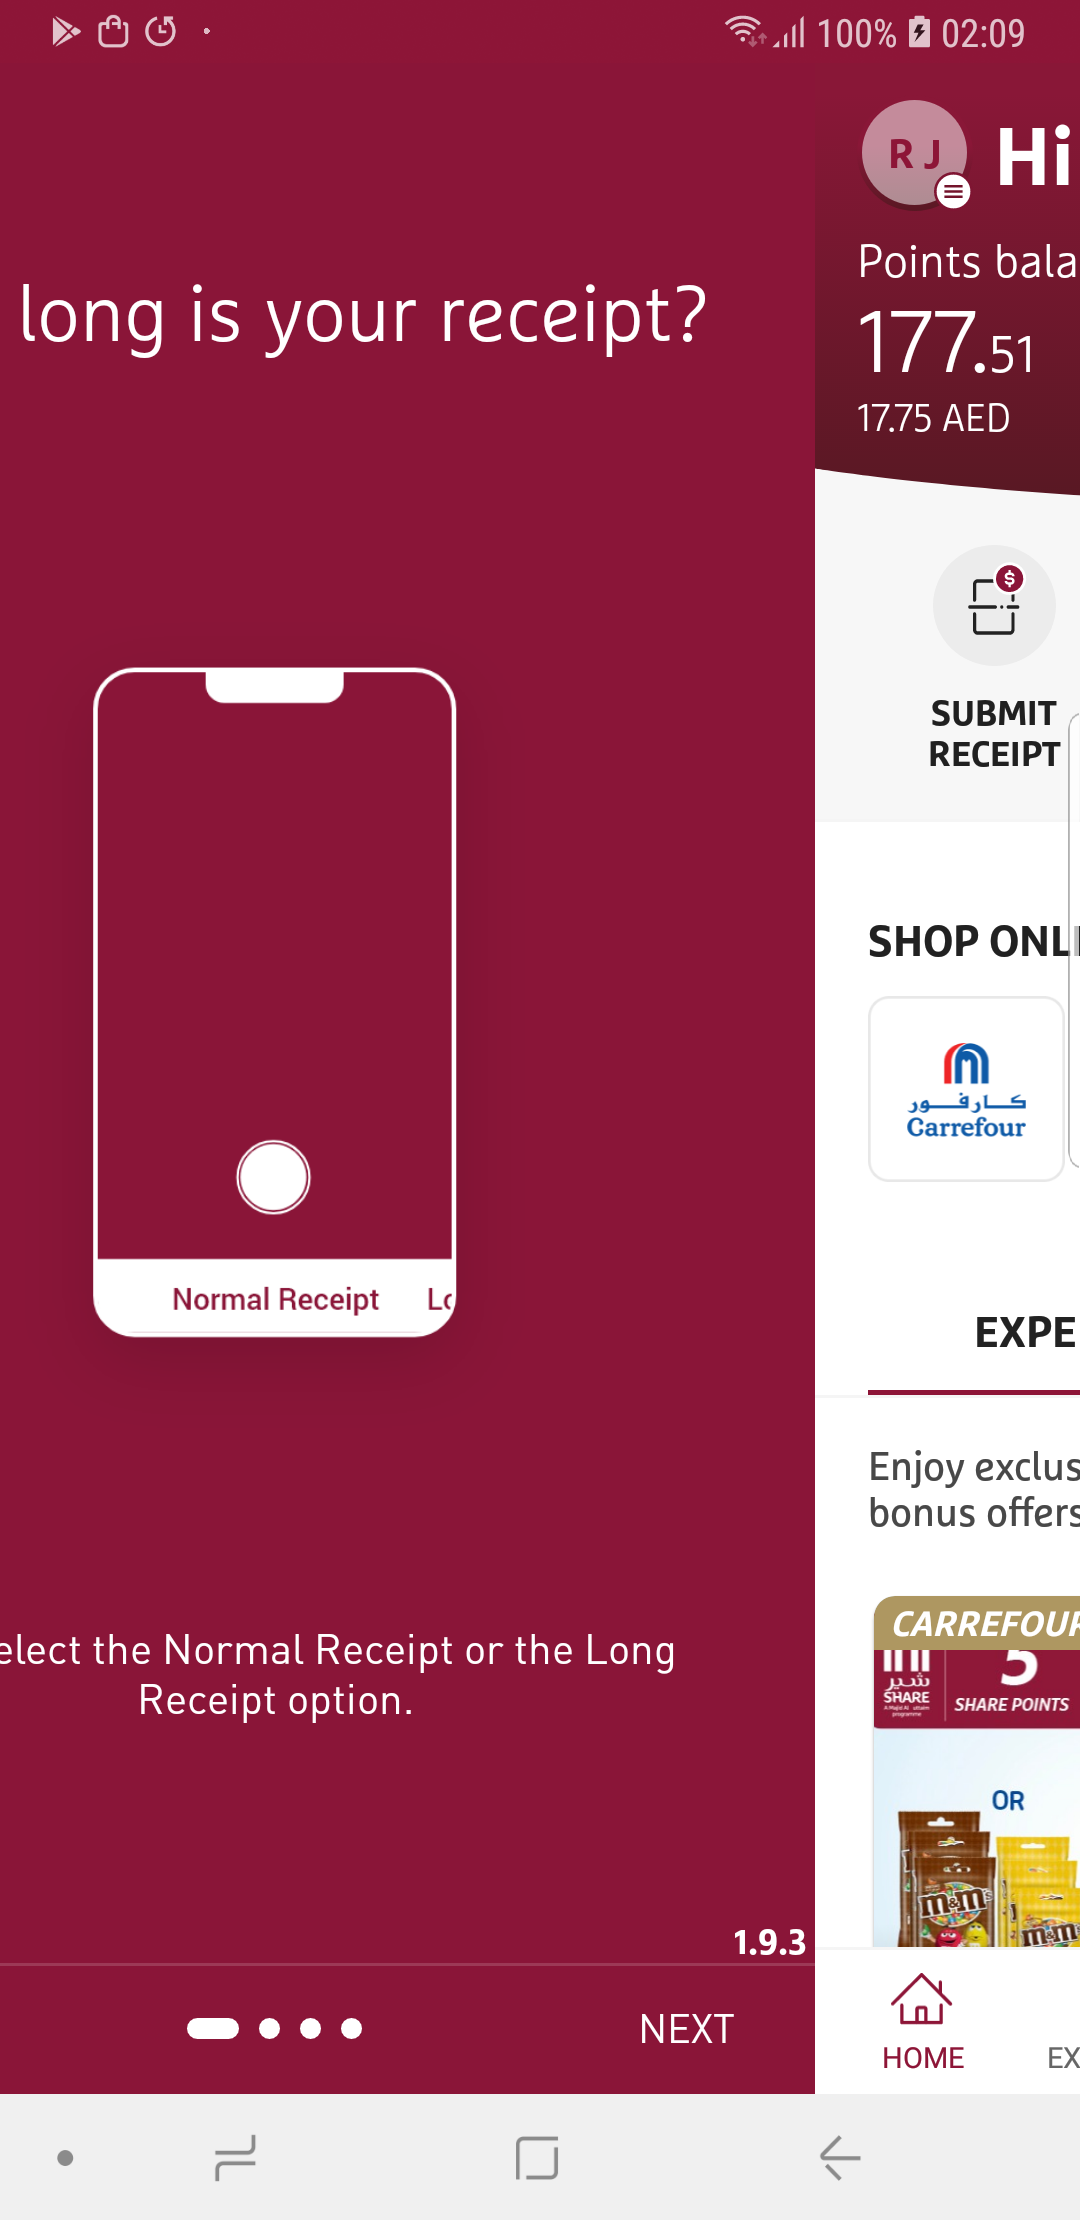 100% 02:09
long is your receipt?
Normal Receipt
elect the Normal Receipt or the Long
Receipt option.
1.9.3
NEXT
R J
Hi
Points bala
177.51
17.75 AED
$
SUBMIT
RECEIPT
SHOP ONL
كارفور
Carrefour
EXPE
Enjoy exclus
bonus offers
CARREFOUR
شير
SHARE
5
SHARE POINTS
OR
m&m's
m&m's
HOME
EX